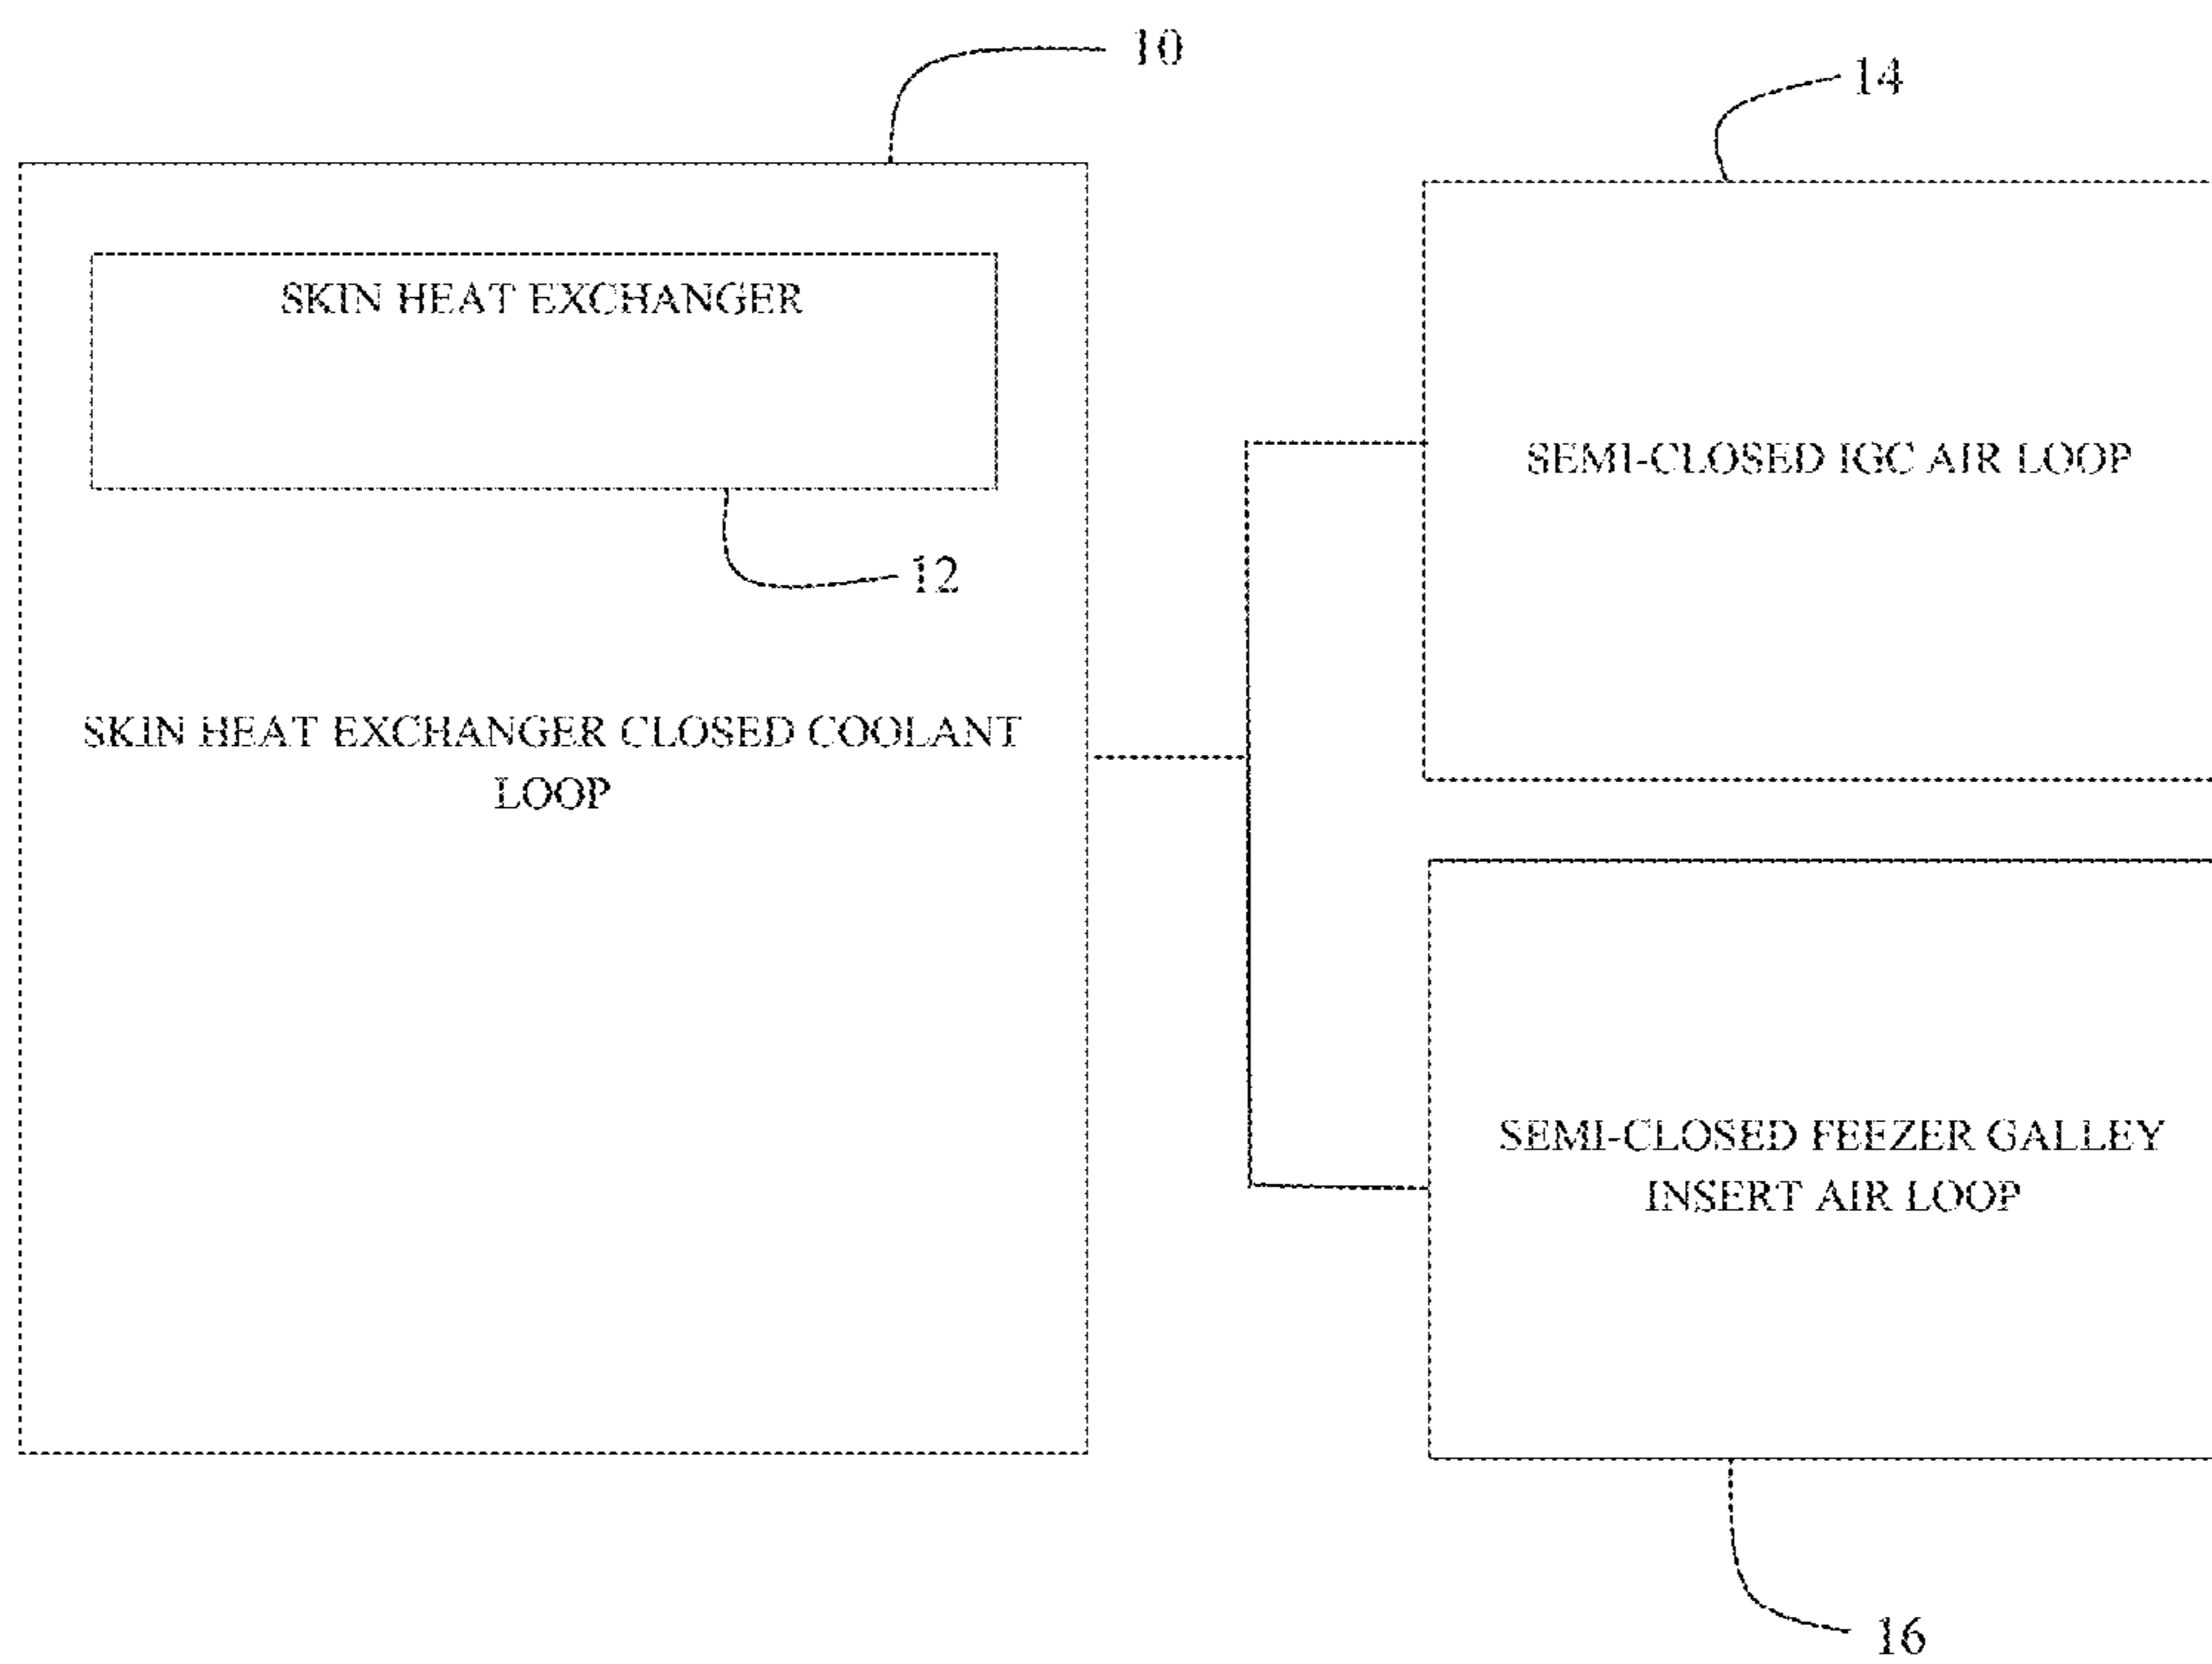 10
14
SKIN HEAT EXCHANGER
12
SEMI-CLOSED IGC AIR LOOP
SKIN HEAT EXCHANGER CLOSED COOLANT
LOOP
SEMI-CLOSED FEEZER GALLEY
INSERT AIR LOOP
16